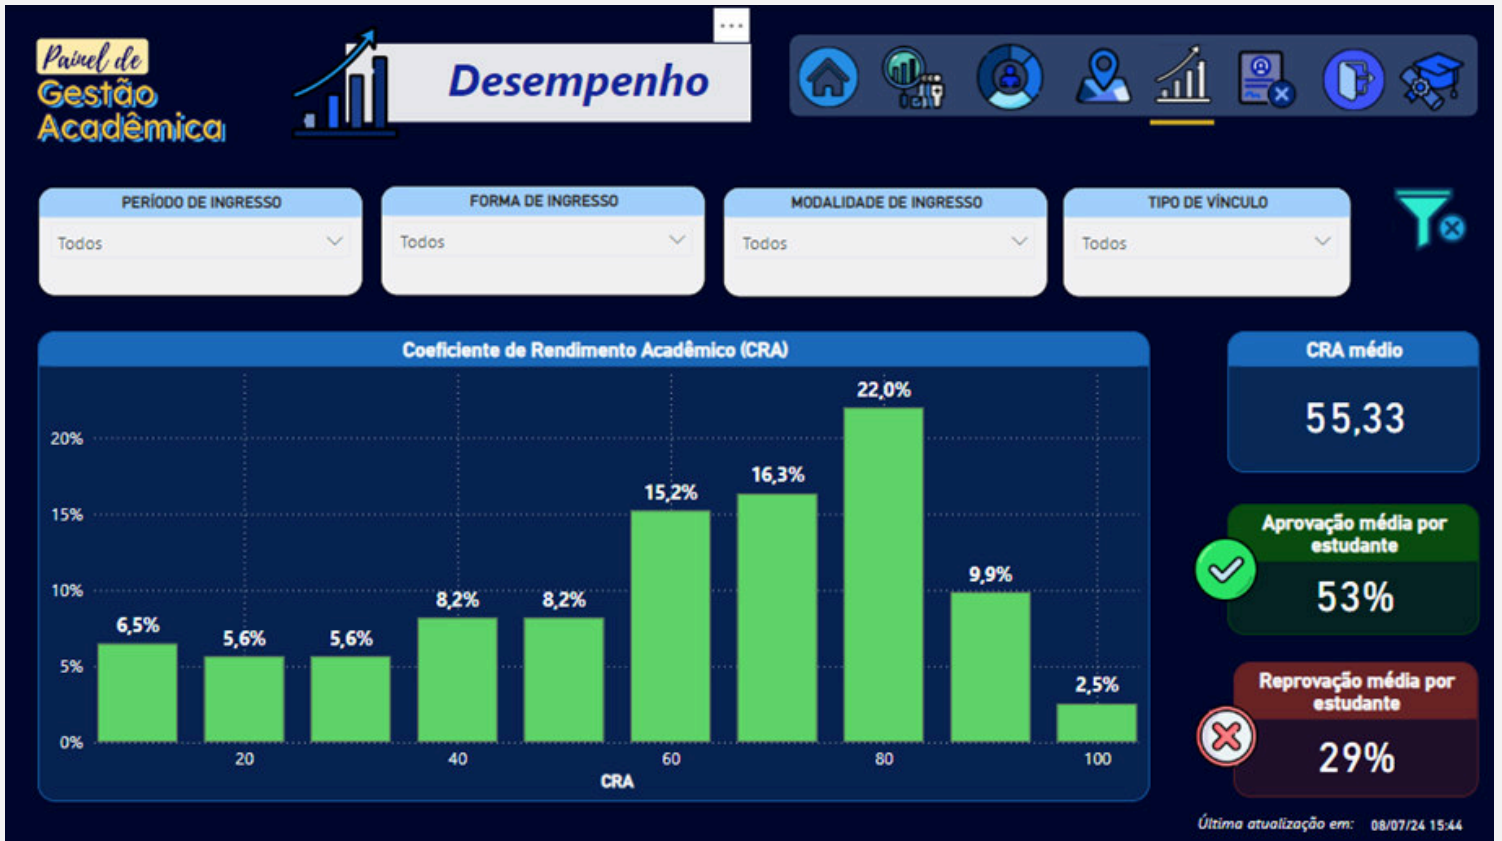 ...
Painel de
Gestão
Acadêmica
Desempenho
PERÍODO DE INGRESSO
Todos
FORMA DE INGRESSO
Todos
MODALIDADE DE INGRESSO
Todos
TIPO DE VÍNCULO
Todos
Coeficiente de Rendimento Acadêmico (CRA)
20%
15%
10%
5%
0%
6,5%
5,6%
5,6%
8,2%
8,2%
15,2%
16,3%
22,0%
9,9%
2,5%
20
40
60
80
100
CRA
CRA médio
55,33
Aprovação média por
estudante
53%
Reprovação média por
estudante
29%
Última atualização em: 08/07/24 15:44